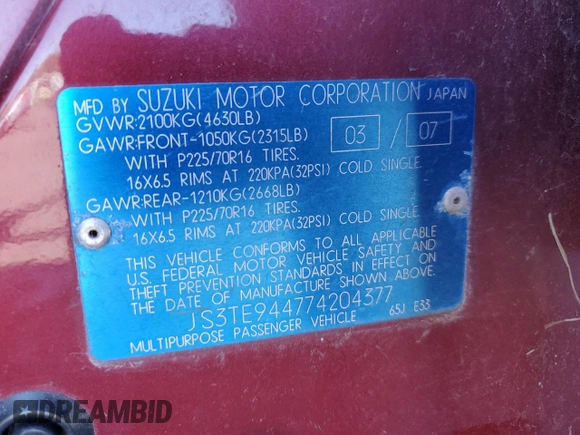 MFD BY SUZUKI MOTOR CORPORATION JAPAN
GVWR:2100KG(4630LB)
GAWR:FRONT-1050KG(2315LB) 03 / 07
WITH P225/70R16 TIRES.
16X6.5 RIMS AT 220KPA(32PSI) COLD SINGLE.
GAWR:REAR-1210KG(2668LB)
WITH P225/70R16 TIRES.
16X6.5 RIMS AT 220KPA(32PSI) COLD SINGLE.
THIS VEHICLE CONFORMS TO ALL APPLICABLE
U.S. FEDERAL MOTOR VEHICLE SAFETY AND
THEFT PREVENTION STANDARDS IN EFFECT ON
THE DATE OF MANUFACTURE SHOWN ABOVE.
JS3TE944774204377
MULTIPURPOSE PASSENGER VEHICLE 65J E33
DREAMBID